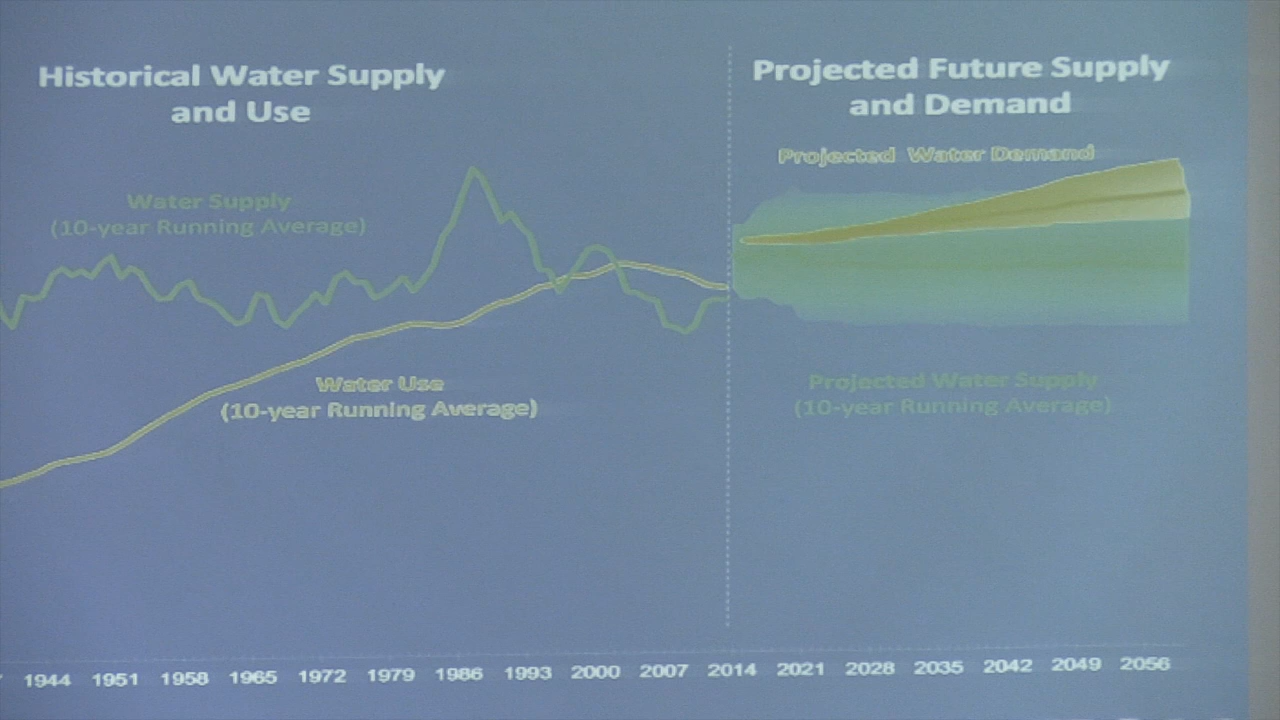 Historical Water Supply
and Use
Projected Future Supply
and Demand
Projected Water Demand
Water Supply
(10-year Running Average)
Water Use
(10-year Running Average)
Projected Water Supply
(10-year Running Average)
1944 1951 1958 1965 1972 1979 1986 1993 2000 2007 2014 2021 2028 2035 2042 2049 2056